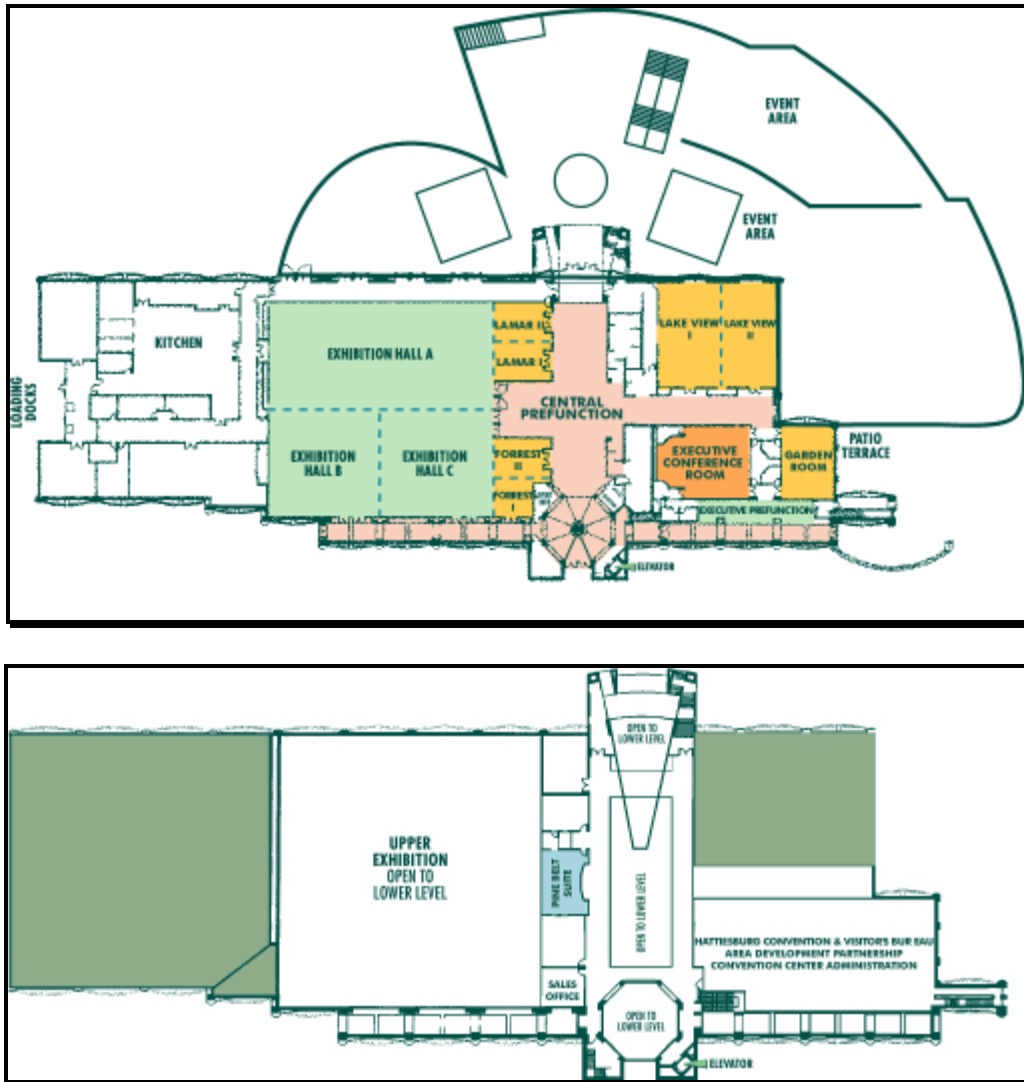 EVENT
AREA
EVENT
AREA
KITCHEN
LOADING
DOCKS
EXHIBITION HALL A
EXHIBITION
HALL B
EXHIBITION
HALL C
LAMAR II
LAMAR I
LAKE VIEW
I
LAKE VIEW
II
CENTRAL
PREFUNCTION
FORREST
III
FORREST
I
EXECUTIVE
CONFERENCE
ROOM
GARDEN
ROOM
PATIO
TERRACE
EXECUTIVE PREFUNCTION
ELEVATOR
OPEN TO
LOWER LEVEL
UPPER
EXHIBITION
OPEN TO
LOWER LEVEL
PINE BELT
SUITE
OPEN TO LOWER LEVEL
HATTIESBURG CONVENTION & VISITOR'S BUREAU
AREA DEVELOPMENT PARTNERSHIP
CONVENTION CENTER ADMINISTRATION
SALES
OFFICE
OPEN TO
LOWER LEVEL
ELEVATOR